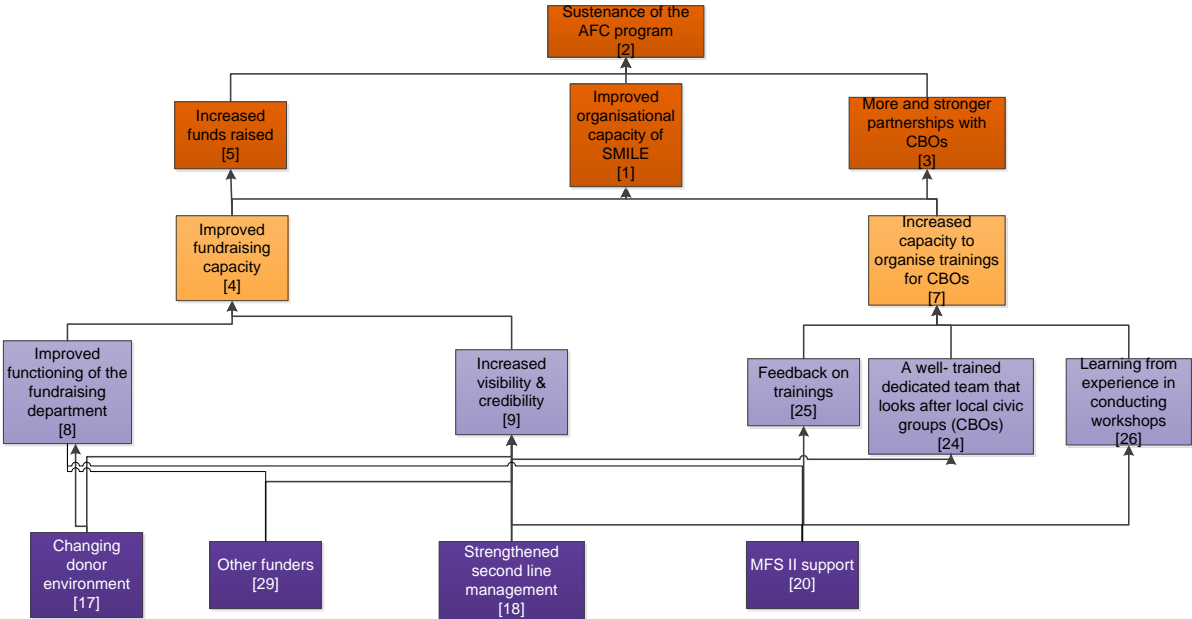 Sustenance of the
AFC program
[2]
Increased
funds raised
[5]
Improved
organisational
capacity of
SMILE
[1]
More and stronger
partnerships with
CBOs
[3]
Improved
fundraising
capacity
[4]
Increased
capacity to
organise trainings
for CBOs
[7]
Improved
functioning of the
fundraising
department
[8]
Increased
visibility &
credibility
[9]
Feedback on
trainings
[25]
A well- trained
dedicated team that
looks after local civic
groups (CBOs)
[24]
Learning from
experience in
conducting
workshops
[26]
Changing
donor
environment
[17]
Other funders
[29]
Strengthened
second line
management
[18]
MFS II support
[20]